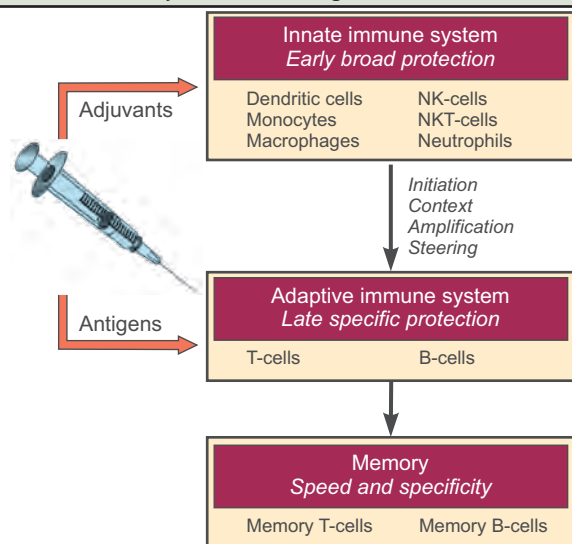 Innate immune system
Early broad protection
Adjuvants
Dendritic cells NK-cells
Monocytes NKT-cells
Macrophages Neutrophils
Initiation
Context
Amplification
Steering
Adaptive immune system
Late specific protection
Antigens
T-cells B-cells
Memory
Speed and specificity
Memory T-cells Memory B-cells